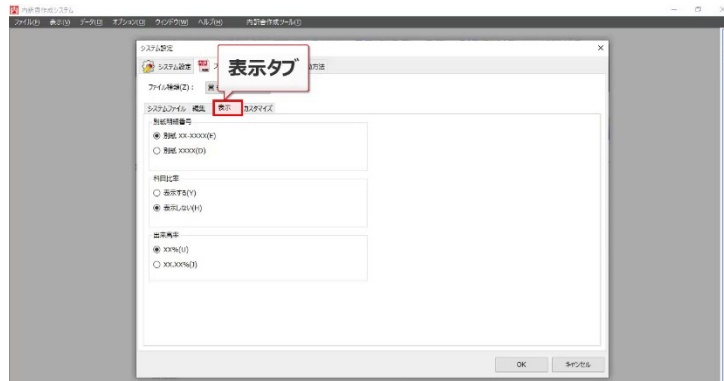 内訳書作成システム
ファイル(F) 表示(V) データ(D) オプション(O) ウィンドウ(W) ヘルプ(H) 内訳書作成ツール(T)
システム設定
システム設定
表示タブ
ファイル種類(Z):
システムファイル 編集 表示 カスタマイズ
別紙明細番号
別紙 XX-XXXX(E)
別紙 XXXX(D)
科目比率
表示する(Y)
表示しない(H)
出来高率
XX%(U)
XX.XX%(J)
OK キャンセル